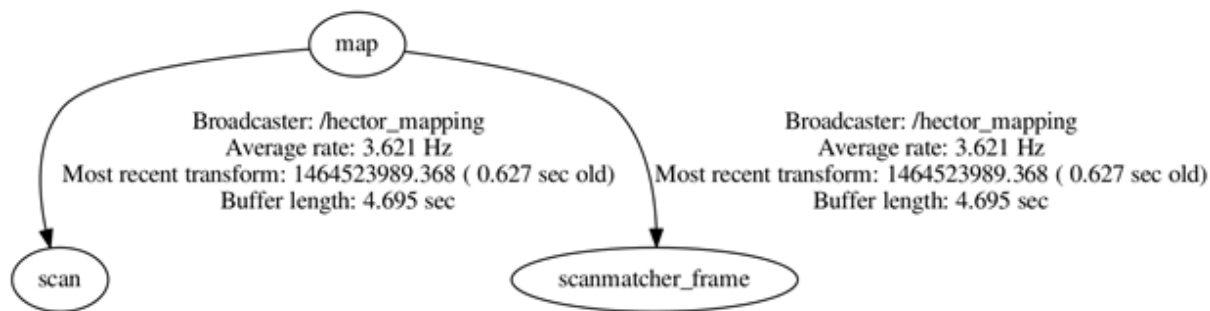 map
Broadcaster: /hector_mapping
Average rate: 3.621 Hz
Most recent transform: 1464523989.368 ( 0.627 sec old)
Buffer length: 4.695 sec
Broadcaster: /hector_mapping
Average rate: 3.621 Hz
Most recent transform: 1464523989.368 ( 0.627 sec old)
Buffer length: 4.695 sec
scan
scanmatcher_frame